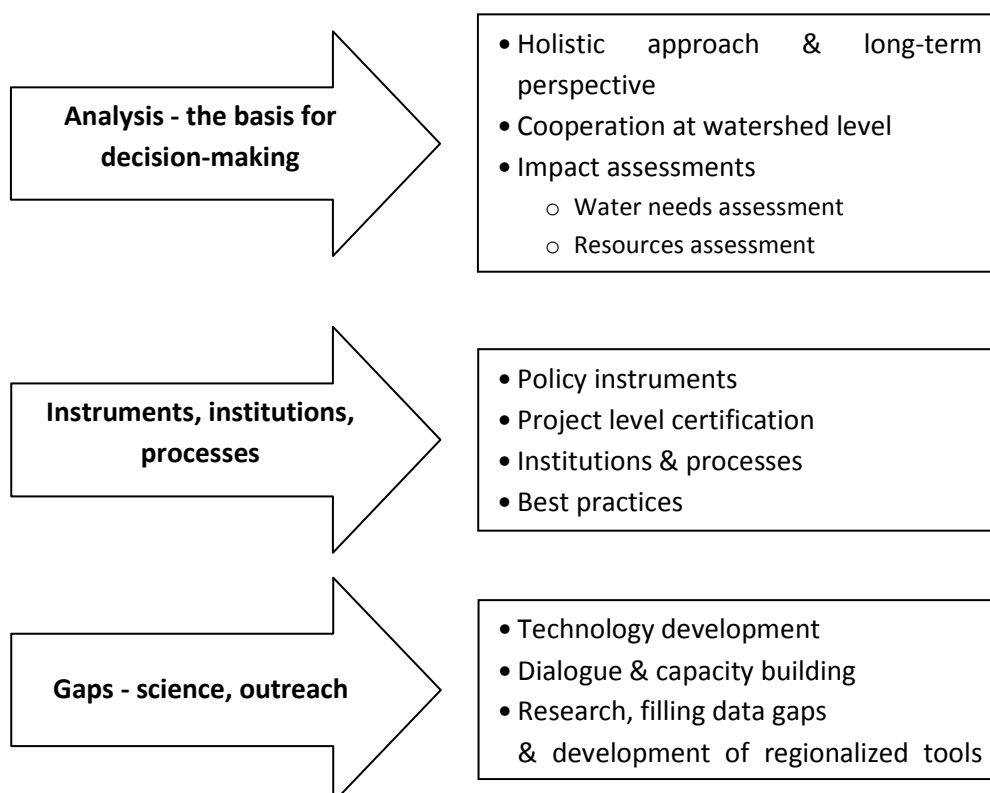 Analysis - the basis for
decision-making
• Holistic approach & long-term
perspective
• Cooperation at watershed level
• Impact assessments
o Water needs assessment
o Resources assessment
Instruments, institutions,
processes
• Policy instruments
• Project level certification
• Institutions & processes
• Best practices
Gaps - science, outreach
• Technology development
• Dialogue & capacity building
• Research, filling data gaps
& development of regionalized tools